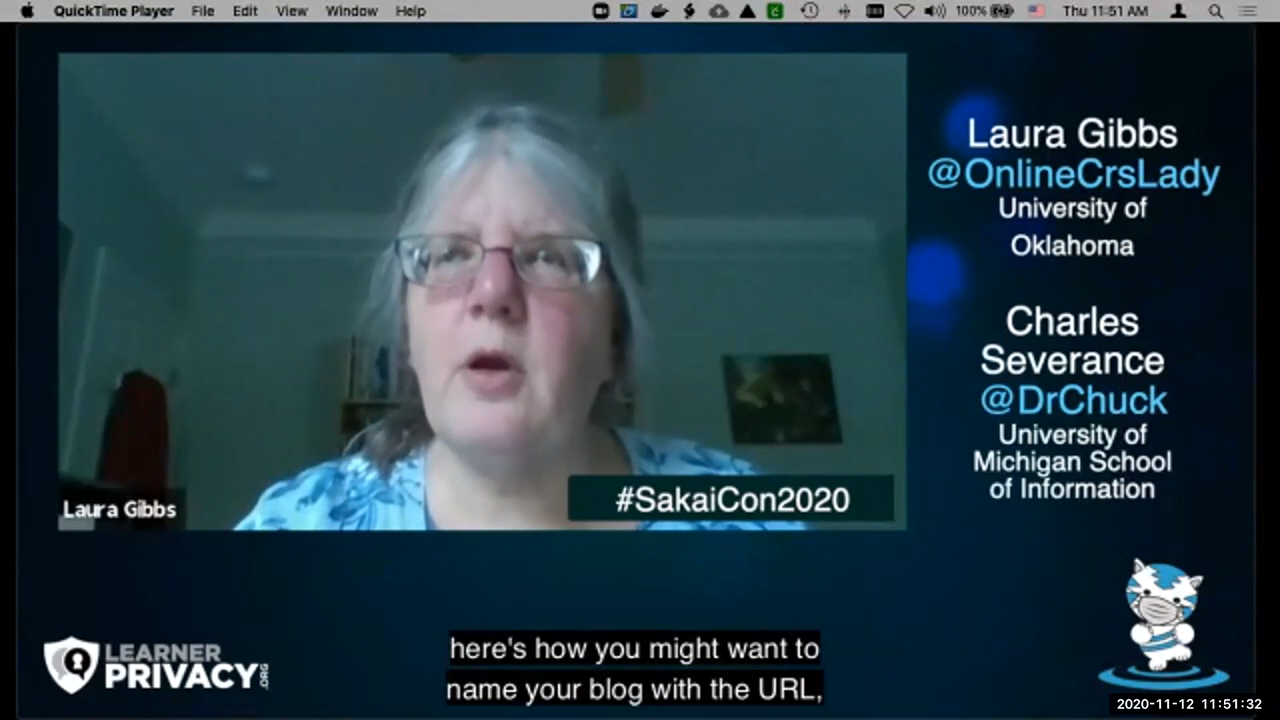 QuickTime Player File Edit View Window Help 100% Thu 11:51 AM
Laura Gibbs
@OnlineCrsLady
University of
Oklahoma
Charles
Severance
@DrChuck
University of
Michigan School
of Information
Laura Gibbs
#SakaiCon2020
LEARNER
PRIVACY.ORG
here's how you might want to
name your blog with the URL,
2020-11-12 11:51:32